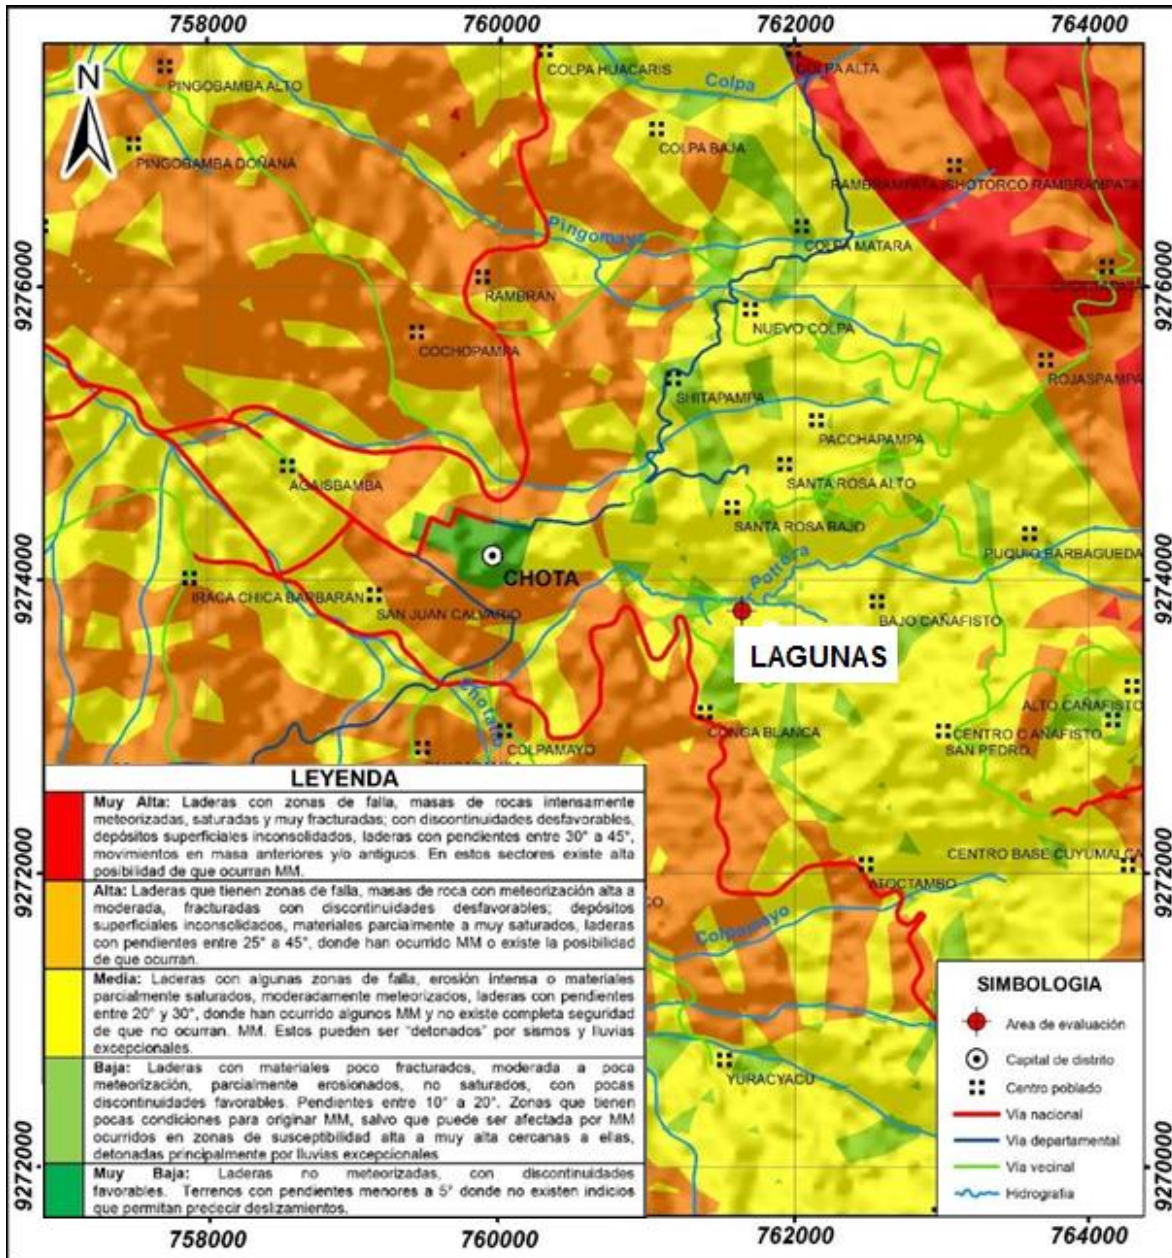 758000 760000 762000 764000
N
COLPA HUACARIS
Colpa
COLPA ALTA
PINGOBAMBA ALTO
COLPA BAJA
PINGOBAMBA DOÑANA
RAMBRAMPATA ISHOTORCO RAMBRAMPATA
Pingomayo
COLPA MATARA
9276000
9276000
RAMBRAN
NUEVO COLPA
COCHOPAMPA
ROJASPAMPA
SHITAPAMPA
PACCHAPAMPA
AGAISBAMBA
SANTA ROSA ALTO
SANTA ROSA BAJO
PUQUIO BARBAGUEDA
9274000
CHOTA
Potrera
9274000
IRACA CHICA BARBARAN
SAN JUAN CALVARIO
BAJO CAÑAFISTO
LAGUNAS
Chotano
ALTO CAÑAFISTO
CONGA BLANCA
CENTRO C AÑAFISTO
COLPAMAYO
SAN PEDRO
LEYENDA
Muy Alta: Laderas con zonas de falla, masas de rocas intensamente
meteorizadas, saturadas y muy fracturadas; con discontinuidades desfavorables,
depósitos superficiales inconsolidados, laderas con pendientes entre 30° a 45°,
movimientos en masa anteriores y/o antiguos. En estos sectores existe alta
posibilidad de que ocurran MM.
Alta: Laderas que tienen zonas de falla, masas de roca con meteorización alta a
moderada, fracturadas con discontinuidades desfavorables; depósitos
superficiales inconsolidados, materiales parcialmente a muy saturados, laderas
con pendientes entre 25° a 45°, donde han ocurrido MM o existe la posibilidad
de que ocurran.
Media: Laderas con algunas zonas de falla, erosión intensa o materiales
parcialmente saturados, moderadamente meteorizados, laderas con pendientes
entre 20° y 30°, donde han ocurrido algunos MM y no existe completa seguridad
de que no ocurran. MM. Estos pueden ser "detonados" por sismos y lluvias
excepcionales.
Baja: Laderas con materiales poco fracturados, moderada a poca
meteorización, parcialmente erosionados, no saturados, con pocas
discontinuidades favorables. Pendientes entre 10° a 20°. Zonas que tienen
pocas condiciones para originar MM, salvo que puede ser afectada por MM
ocurridos en zonas de susceptibilidad alta a muy alta cercanas a ellas,
detonadas principalmente por lluvias excepcionales
Muy Baja: Laderas no meteorizadas, con discontinuidades
favorables. Terrenos con pendientes menores a 5° donde no existen indicios
que permitan predecir deslizamientos.
9272000
9272000
CENTRO BASE CUYUMALCA
ATOCTAMBO
CO
Colpamayo
YURACYACU
SIMBOLOGIA
Area de evaluación
Capital de distrito
Centro poblado
Vía nacional
Vía departamental
Vía vecinal
Hidrografia
9272000
9270000
758000 760000 762000 764000